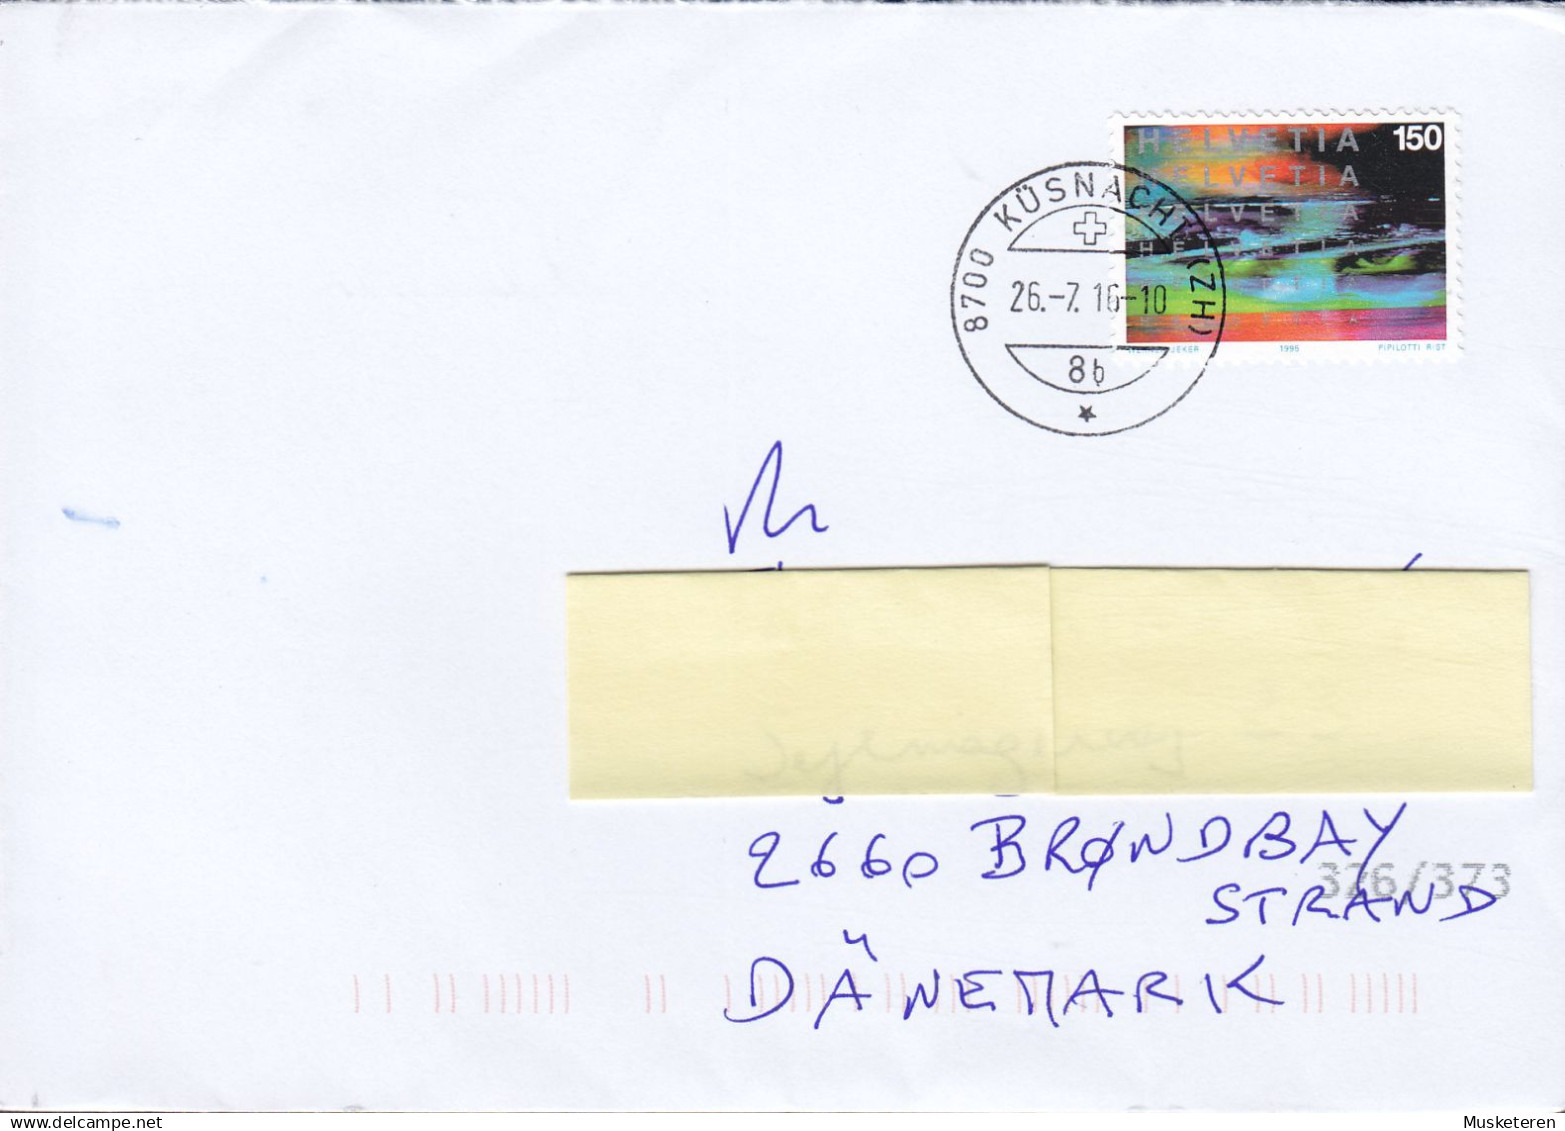 HELVETIA 150
HELVETIA
HELVETIA
HELVETIA
JEKER 1995 PIPILOTTI RIST
8700 KÜSNACHT (ZH)
26.-7. 16-10
8b
2660 BRØNDBAY
326/373
STRAND
DÄNEMARK
www.delcampe.net
Musketeren